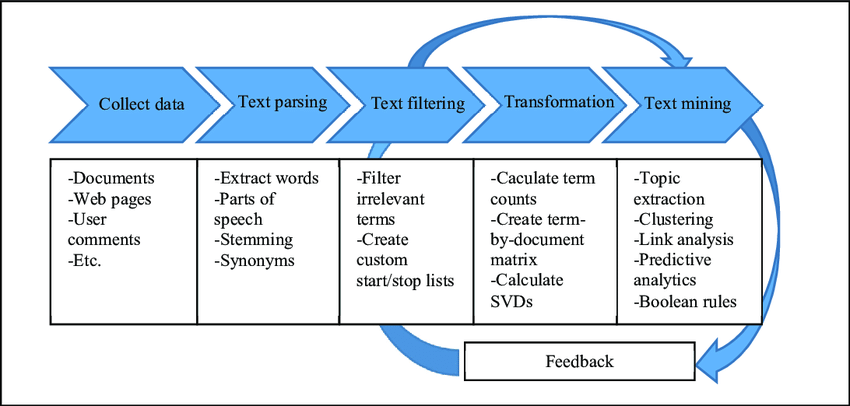 Collect data
Text parsing
Text filtering
Transformation
Text mining
-Documents
-Web pages
-User
comments
-Etc.
-Extract words
-Parts of
speech
-Stemming
-Synonyms
-Filter
irrelevant
terms
-Create
custom
start/stop lists
-Caculate term
counts
-Create term-
by-document
matrix
-Calculate
SVDs
-Topic
extraction
-Clustering
-Link analysis
-Predictive
analytics
-Boolean rules
Feedback